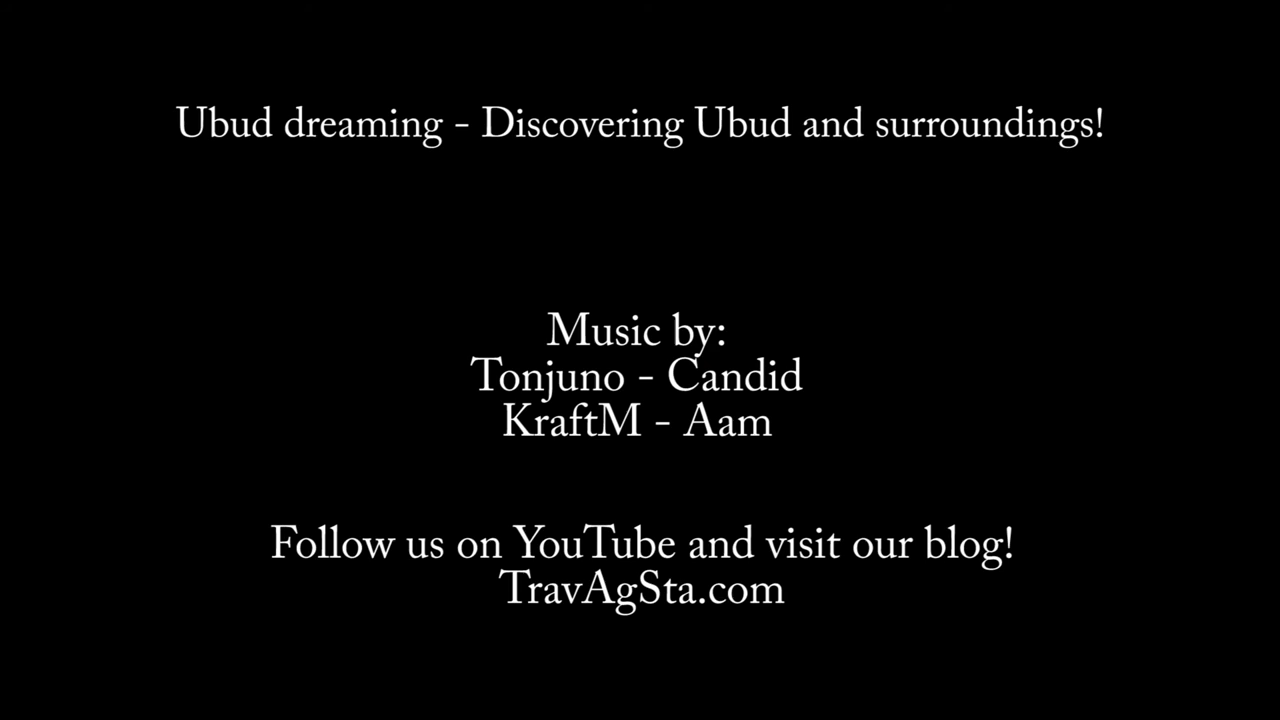 Ubud dreaming - Discovering Ubud and surroundings!
Music by:
Tonjuno - Candid
KraftM - Aam
Follow us on YouTube and visit our blog!
TravAgSta.com